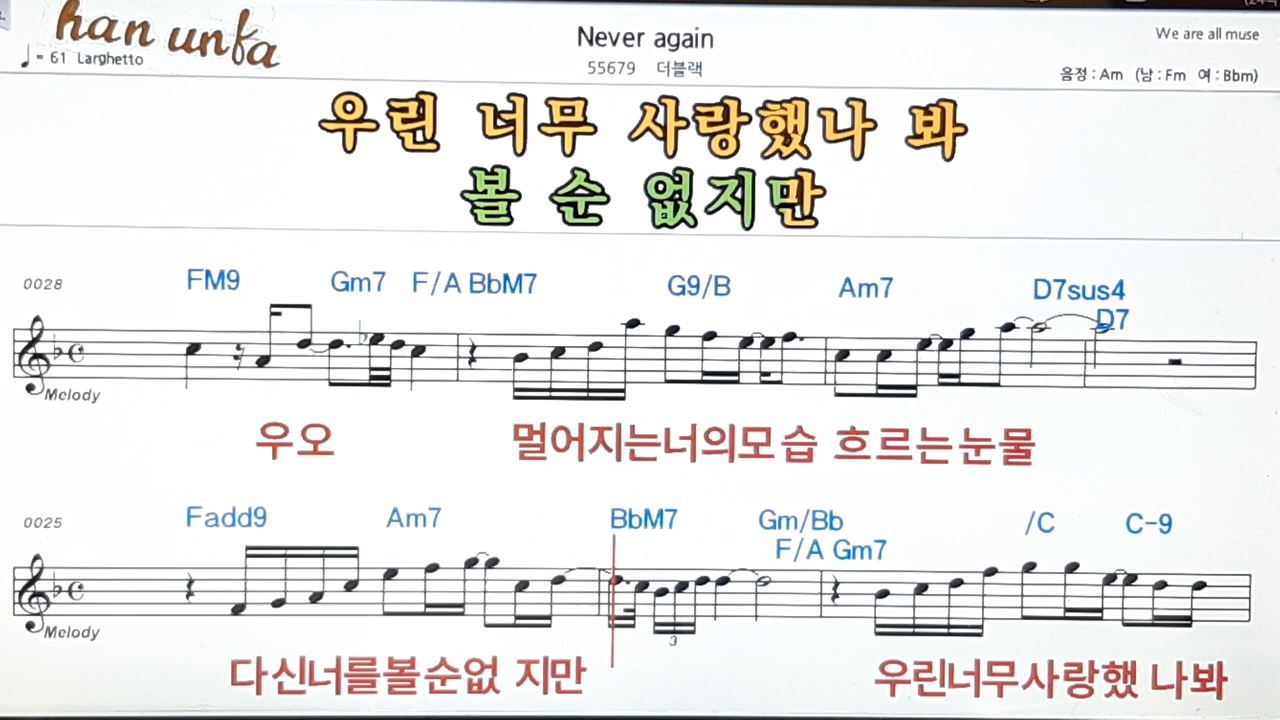 han unfa
Never again
We are all muse
♩= 61 Larghetto
55679 더블랙
음정 : Am (남 : Fm 여 : Bbm)
우린 너무 사랑했나 봐
볼 순 없지만
0028
FM9 Gm7 F/A BbM7 G9/B Am7 D7sus4
D7
Melody
우오 멀어지는너의모습 흐르는눈물
0025
Fadd9 Am7 BbM7 Gm/Bb /C C-9
F/A Gm7
3
Melody
다신너를볼순없 지만 우린너무사랑했 나봐